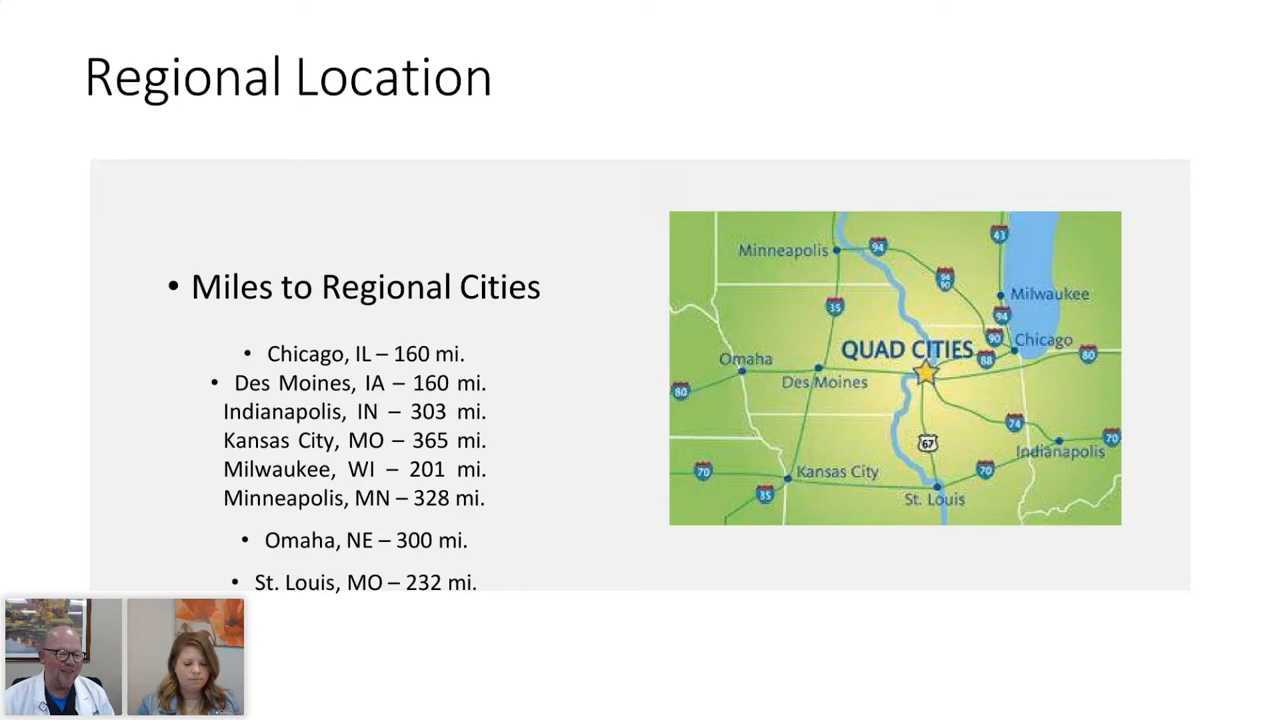 Regional Location
• Miles to Regional Cities
• Chicago, IL – 160 mi.
• Des Moines, IA – 160 mi.
Indianapolis, IN – 303 mi.
Kansas City, MO – 365 mi.
Milwaukee, WI – 201 mi.
Minneapolis, MN – 328 mi.
• Omaha, NE – 300 mi.
• St. Louis, MO – 232 mi.
43
94
Minneapolis
94
90
Milwaukee
35
94
90
Chicago
QUAD CITIES
88
80
Omaha
Des Moines
80
74
67
70
Indianapolis
70
Kansas City
70
35
St. Louis